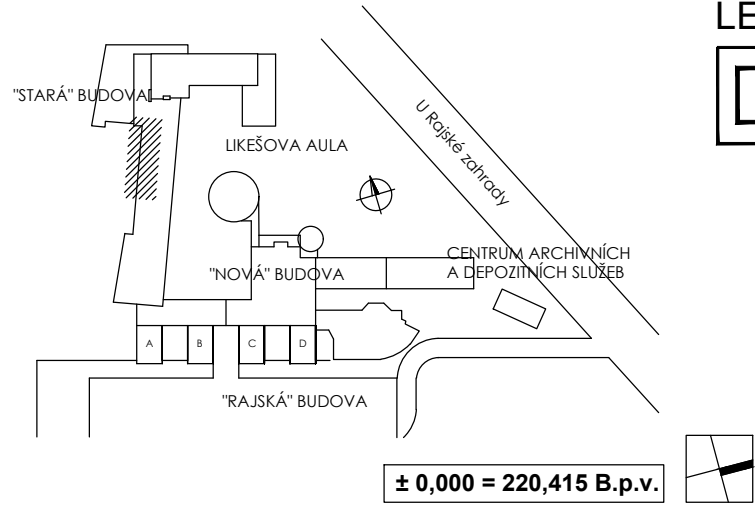 LE
"STARÁ" BUDOVA
LIKEŠOVA AULA
U Rajské zahrady
CENTRUM ARCHIVNÍCH
A DEPOZITNÍCH SLUŽEB
"NOVÁ" BUDOVA
A B C D
"RAJSKÁ" BUDOVA
± 0,000 = 220,415 B.p.v.